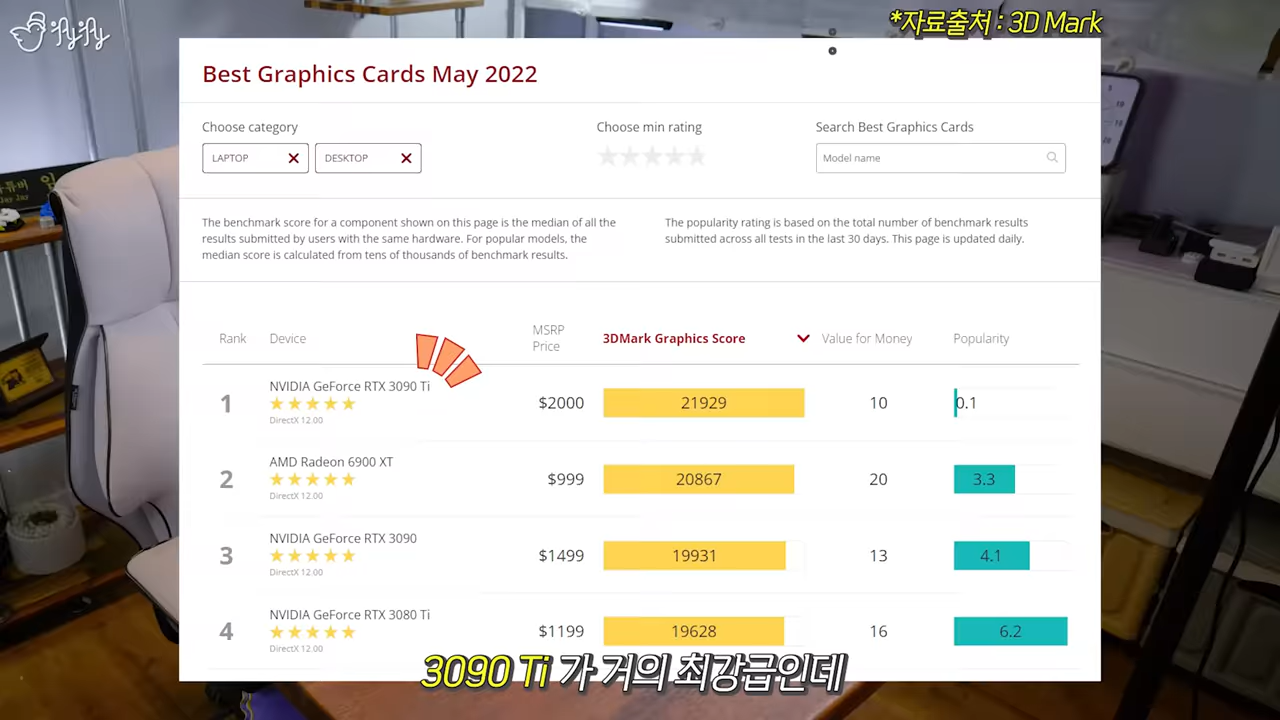 *자료출처 : 3D Mark
Best Graphics Cards May 2022
Choose category
Choose min rating
Search Best Graphics Cards
LAPTOP
DESKTOP
Model name
The benchmark score for a component shown on this page is the median of all the
results submitted by users with the same hardware. For popular models, the
median score is calculated from tens of thousands of benchmark results.
The popularity rating is based on the total number of benchmark results
submitted across all tests in the last 30 days. This page is updated daily.
Rank
Device
MSRP
Price
3DMark Graphics Score
Value for Money
Popularity
1
NVIDIA GeForce RTX 3090 Ti
DirectX 12.00
$2000
21929
10
0.1
2
AMD Radeon 6900 XT
DirectX 12.00
$999
20867
20
3.3
3
NVIDIA GeForce RTX 3090
DirectX 12.00
$1499
19931
13
4.1
4
NVIDIA GeForce RTX 3080 Ti
DirectX 12.00
$1199
19628
16
6.2
3090 Ti 가 거의 최강급인데